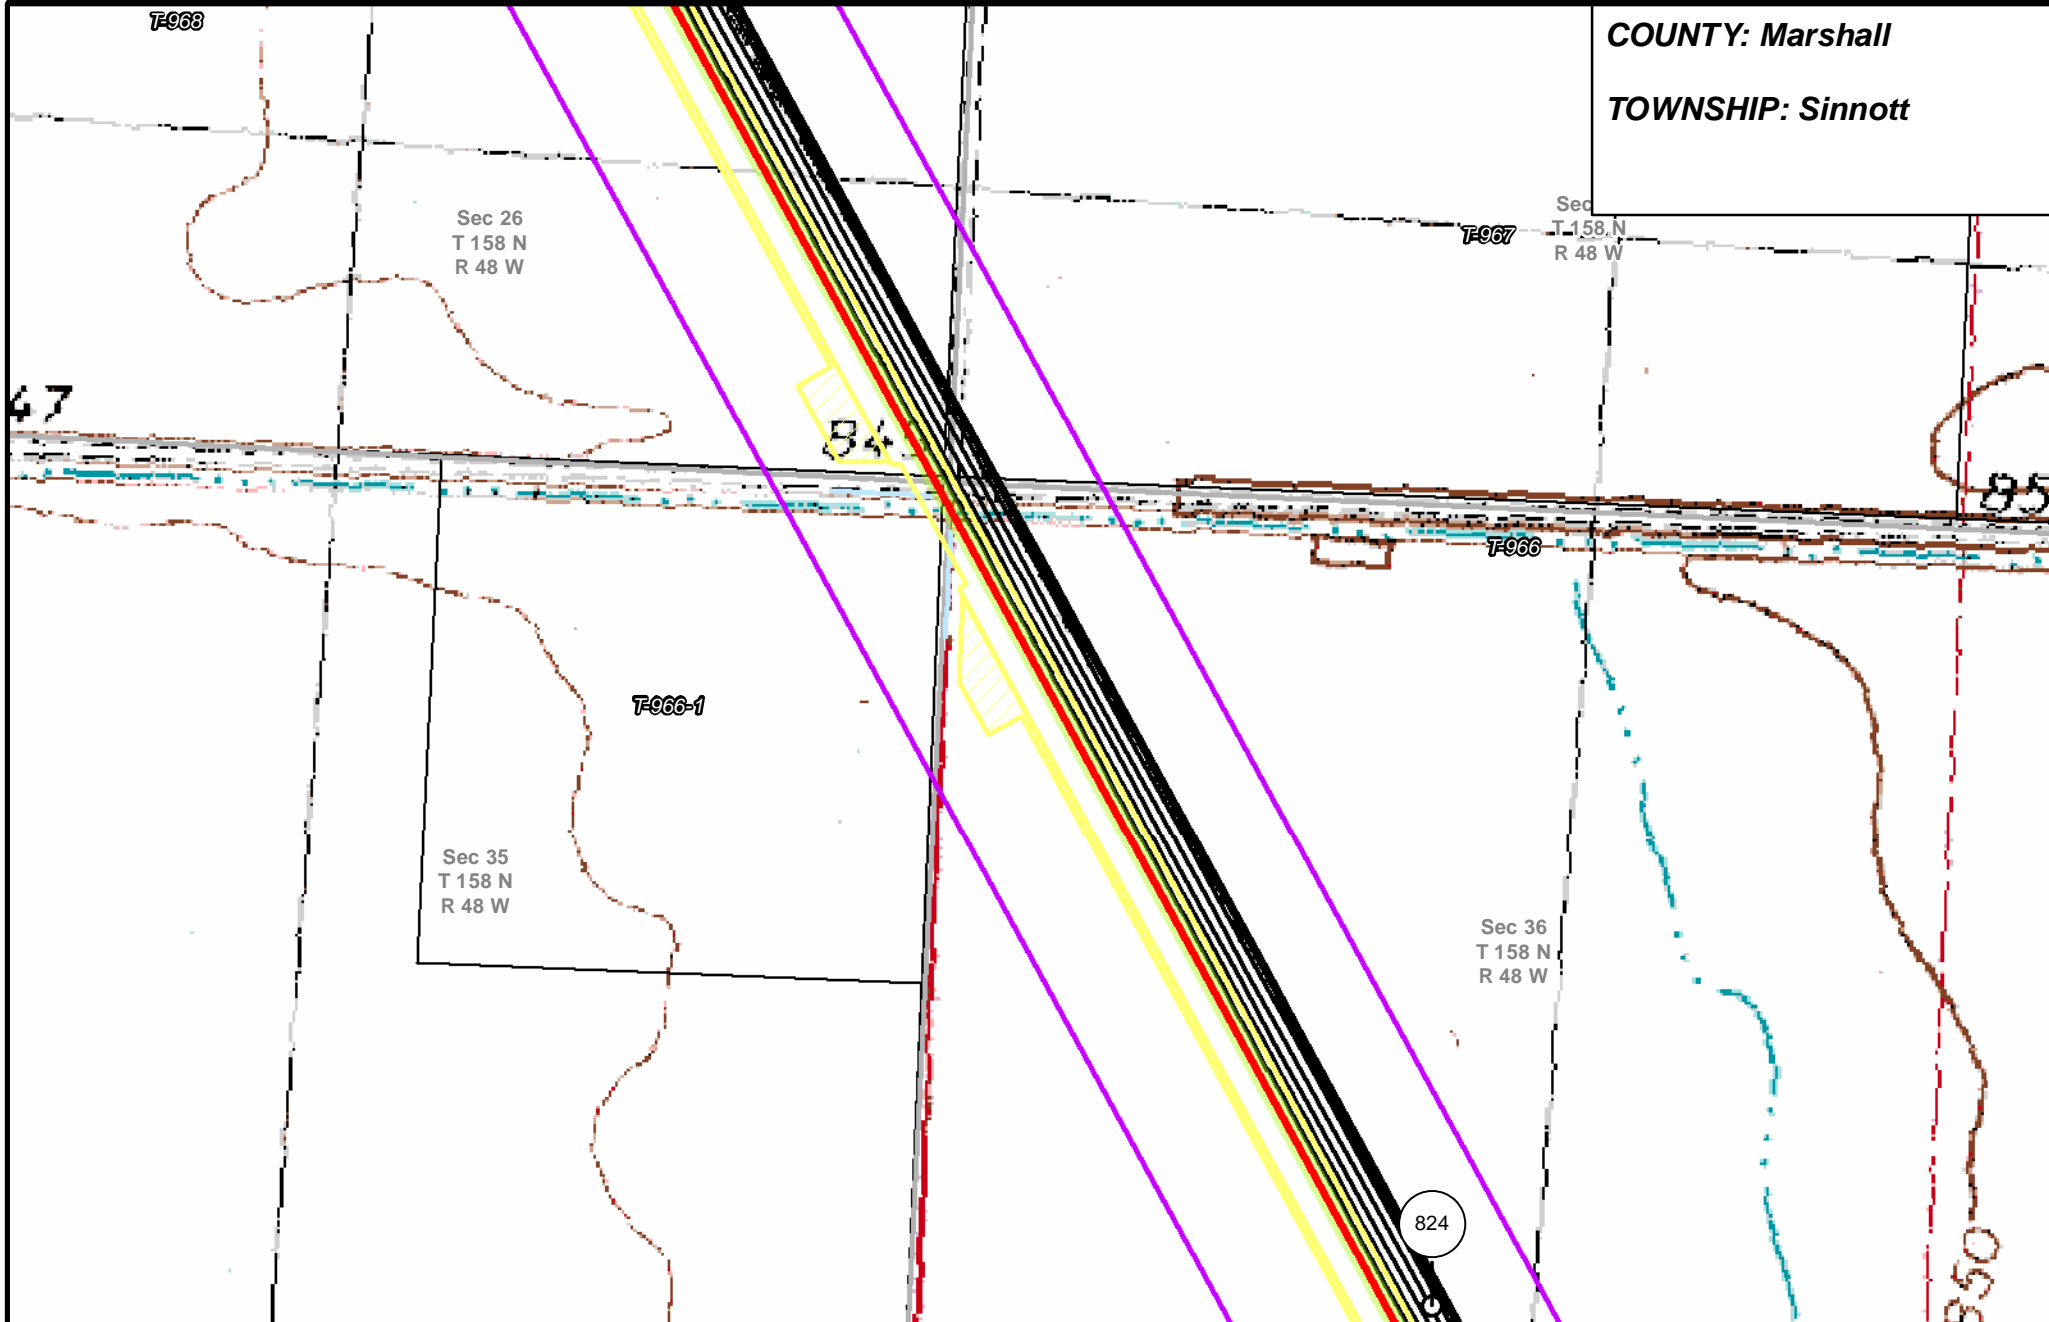 T-968
COUNTY: Marshall
TOWNSHIP: Sinnott
Sec 26
T 158 N
R 48 W
Sec
T 158 N
R 48 W
T-967
47
84
85
T-966
T-966-1
Sec 35
T 158 N
R 48 W
Sec 36
T 158 N
R 48 W
824
850